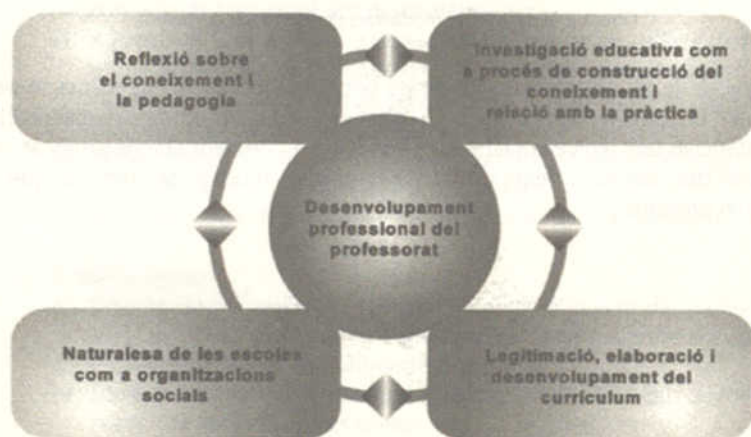 Reflexió sobre
el coneixement i
la pedagogia
Investigació educativa com
a procés de construcció del
coneixement i
relació amb la pràctica
Desenvolupament
professional del
professorat
Naturalesa de les escoles
com a organitzacions
socials
Legitimació, elaboració i
desenvolupament del
currículum